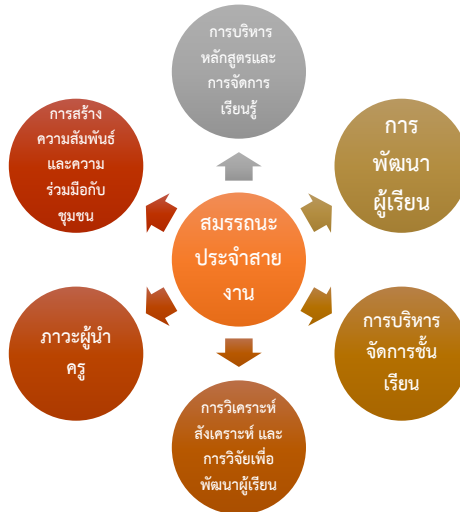 การบริหาร
หลักสูตรและ
การจัดการ
เรียนรู้
การ
พัฒนา
ผู้เรียน
การบริหาร
จัดการชั้น
เรียน
การวิเคราะห์
สังเคราะห์ และ
การวิจัยเพื่อ
พัฒนาผู้เรียน
ภาวะผู้นำ
ครู
การสร้าง
ความสัมพันธ์
และความ
ร่วมมือกับ
ชุมชน
สมรรถนะ
ประจำสาย
งาน